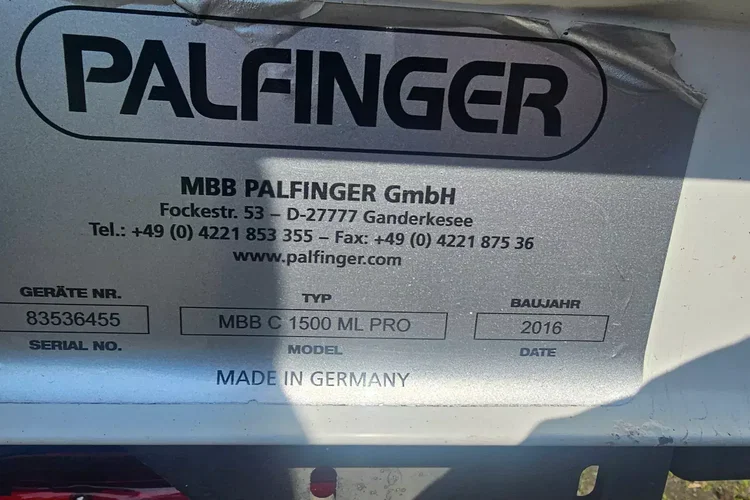 PALFINGER
MBB PALFINGER GmbH
Fockestr. 53 – D-27777 Ganderkesee
Tel.: +49 (0) 4221 853 355 – Fax: +49 (0) 4221 875 36
www.palfinger.com
GERÄTE NR. TYP BAUJAHR
83536455 MBB C 1500 ML PRO 2016
SERIAL NO. MODEL DATE
MADE IN GERMANY